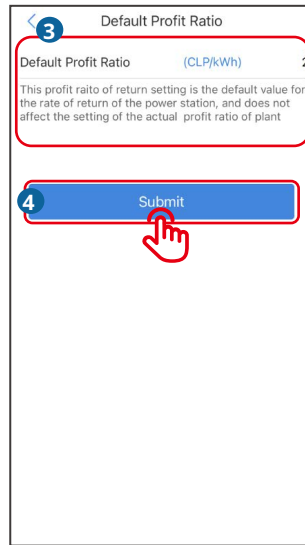 3
Default Profit Ratio
Default Profit Ratio (CLP/kWh) 2
This profit raito of return setting is the default value for
the rate of return of the power station, and does not
affect the setting of the actual profit ratio of plant
4
Submit